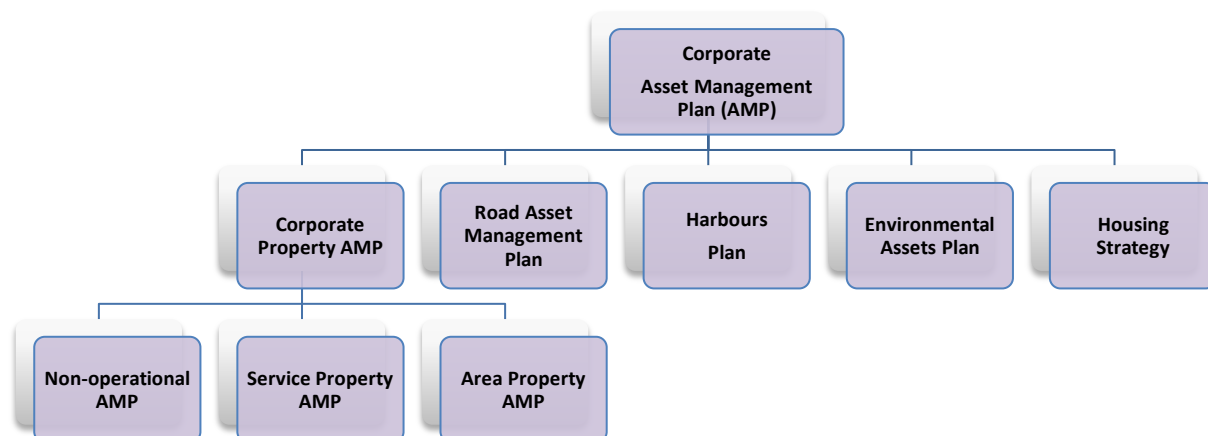 Corporate
Asset Management
Plan (AMP)
Corporate
Property AMP
Road Asset
Management
Plan
Harbours
Plan
Environmental
Assets Plan
Housing
Strategy
Non-operational
AMP
Service Property
AMP
Area Property
AMP